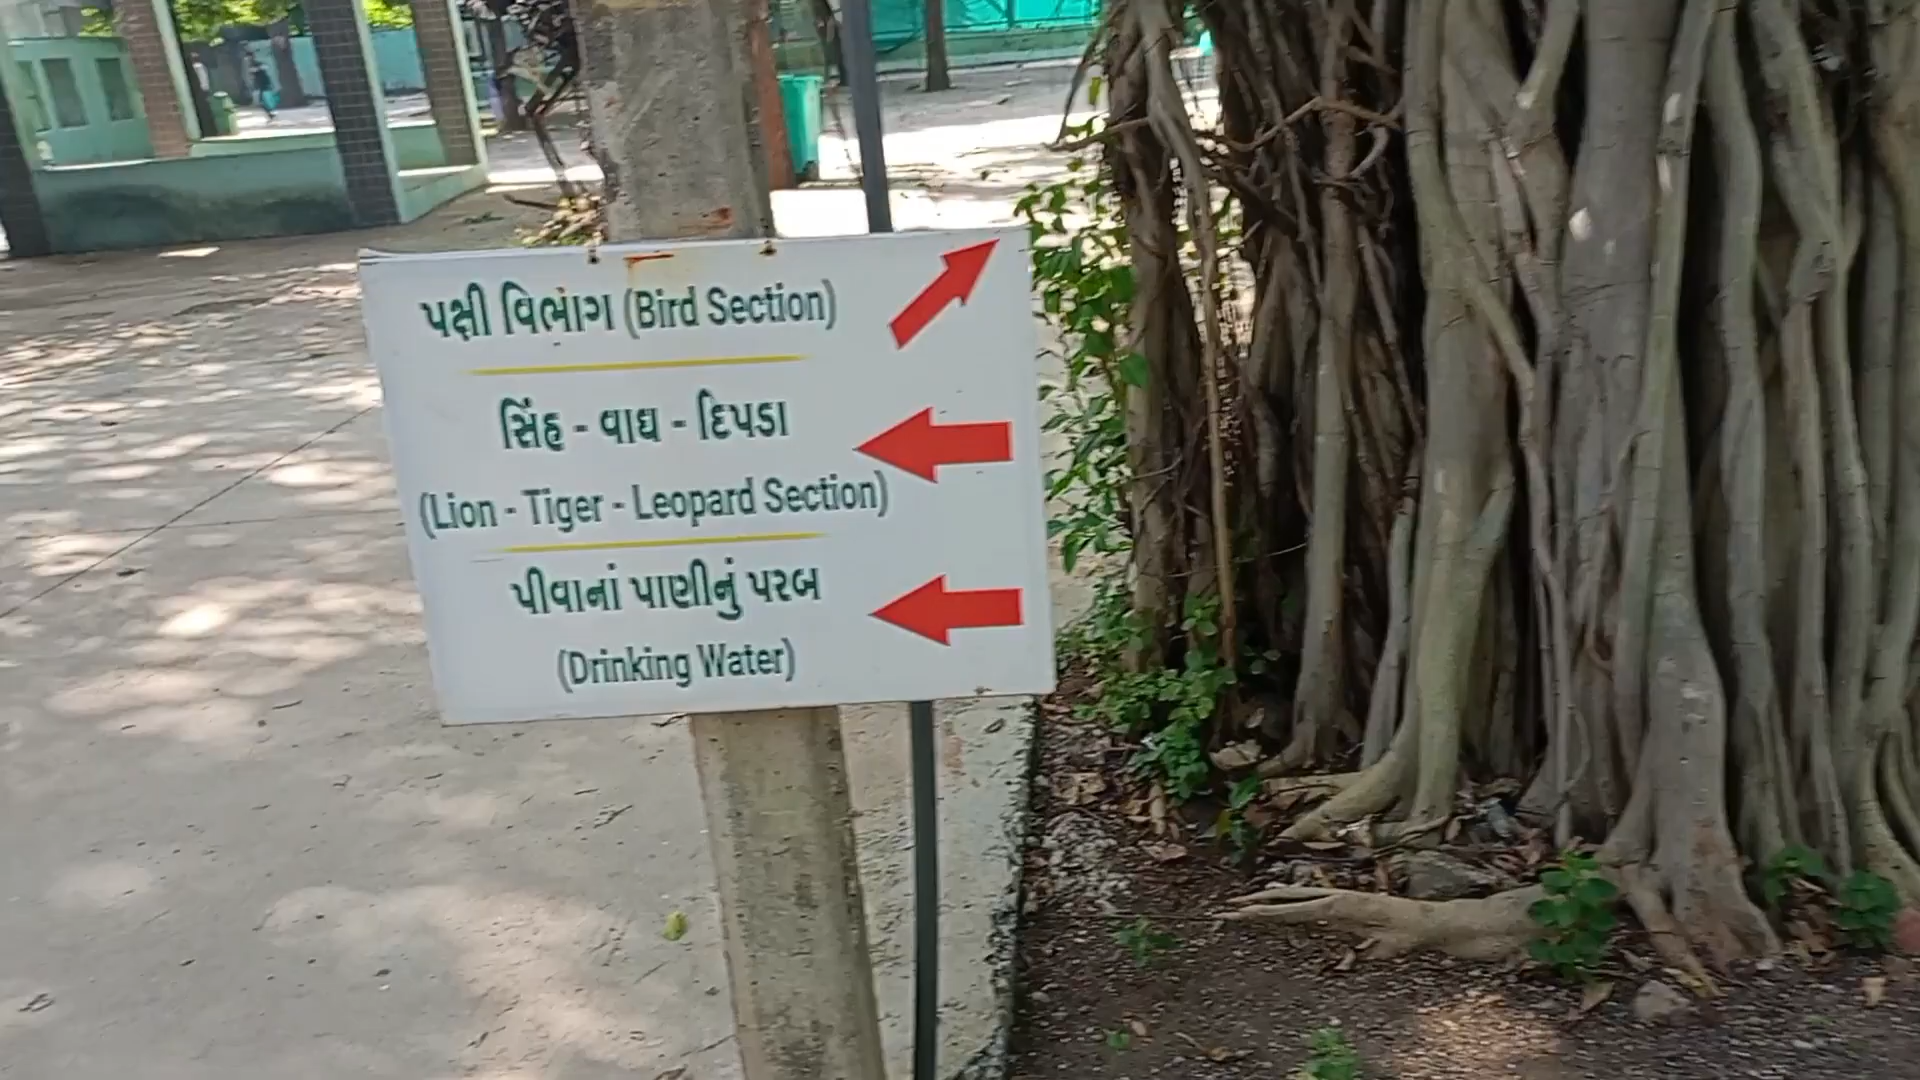 પક્ષી વિભાગ (Bird Section)
સિંહ - વાઘ - દિપડા
(Lion - Tiger - Leopard Section)
પીવાનાં પાણીનું પરબ
(Drinking Water)